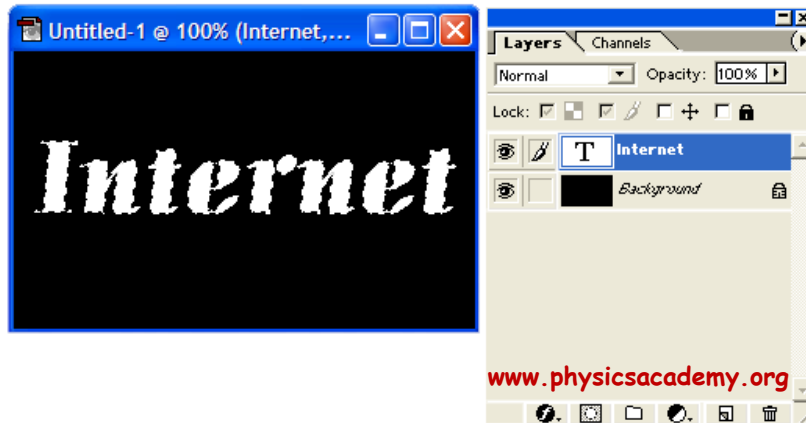 Untitled-1 @ 100% (Internet,...
Internet
Layers
Channels
Normal
Opacity: 100%
Lock:
T
Internet
Background
www.physicsacademy.org